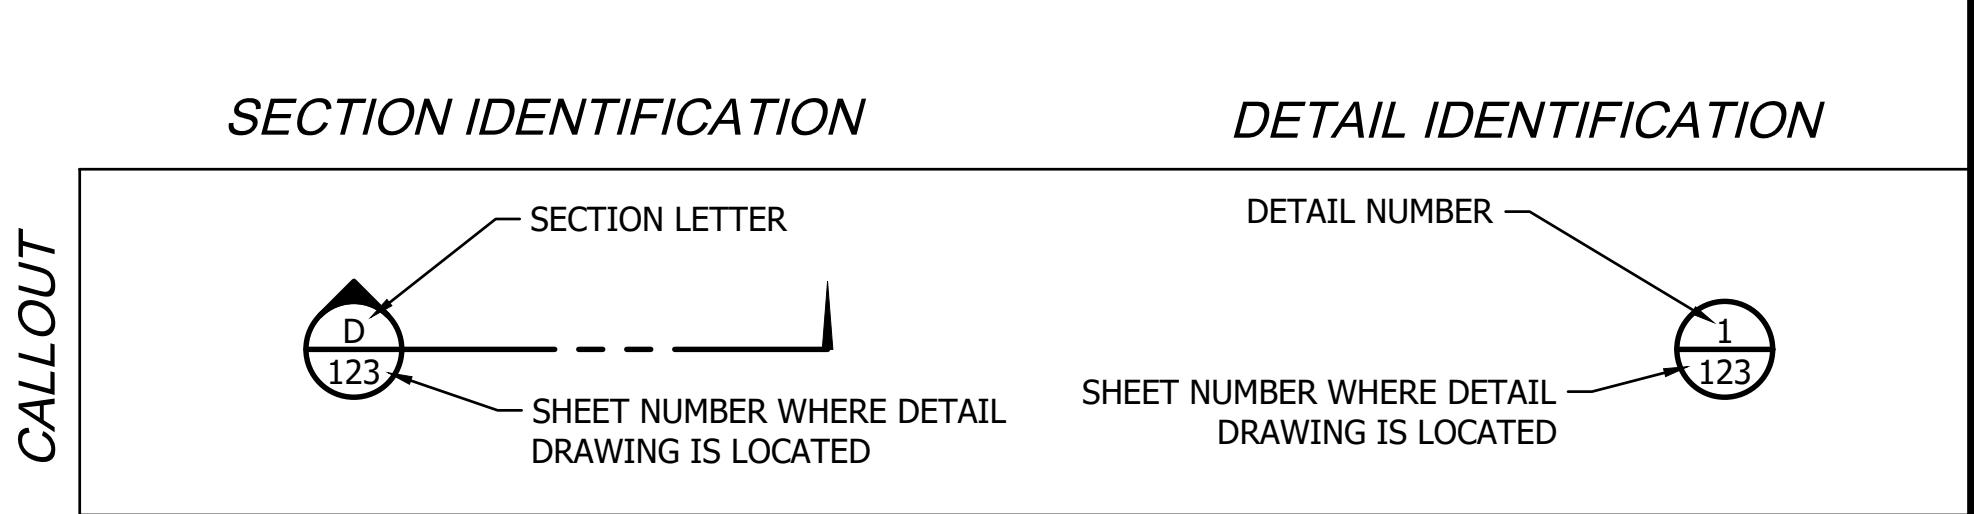 SECTION IDENTIFICATION
DETAIL IDENTIFICATION
CALLOUT
SECTION LETTER
D
123
SHEET NUMBER WHERE DETAIL
DRAWING IS LOCATED
DETAIL NUMBER
1
123
SHEET NUMBER WHERE DETAIL
DRAWING IS LOCATED